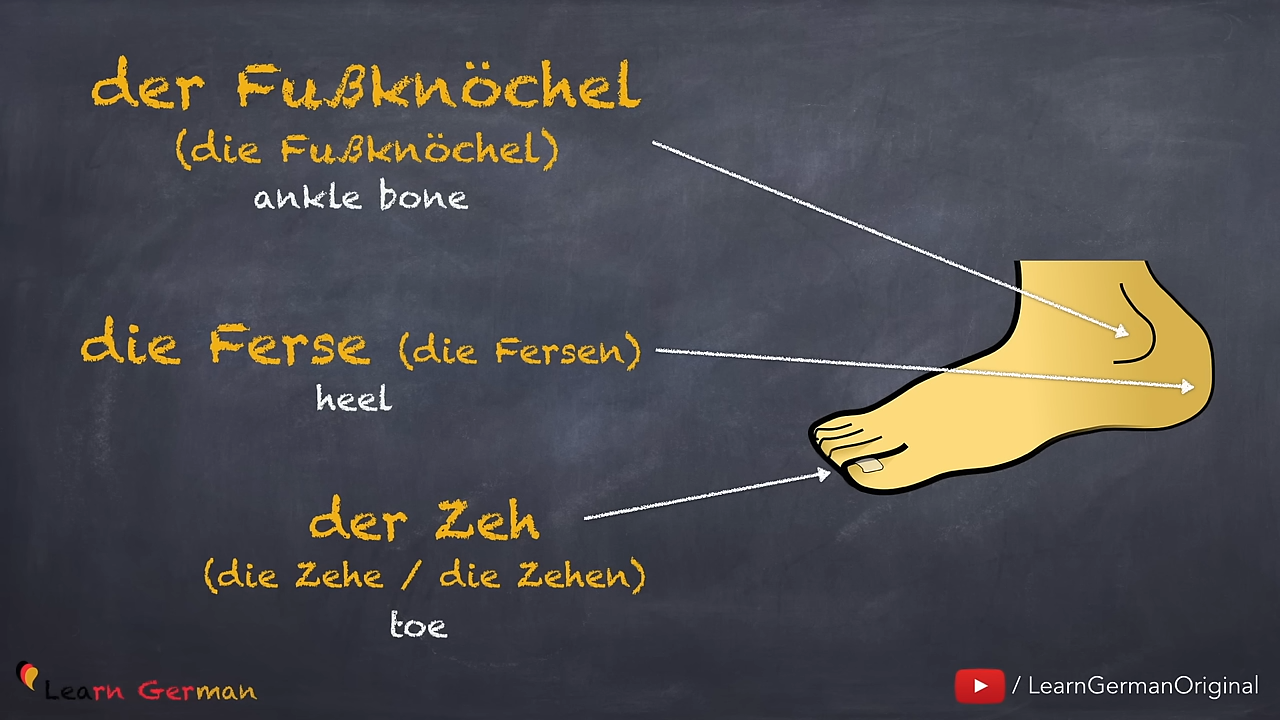 der Fußknöchel
(die Fußknöchel)
ankle bone
die Ferse (die Fersen)
heel
der Zeh
(die Zehe / die Zehen)
toe
Learn German
/ LearnGermanOriginal